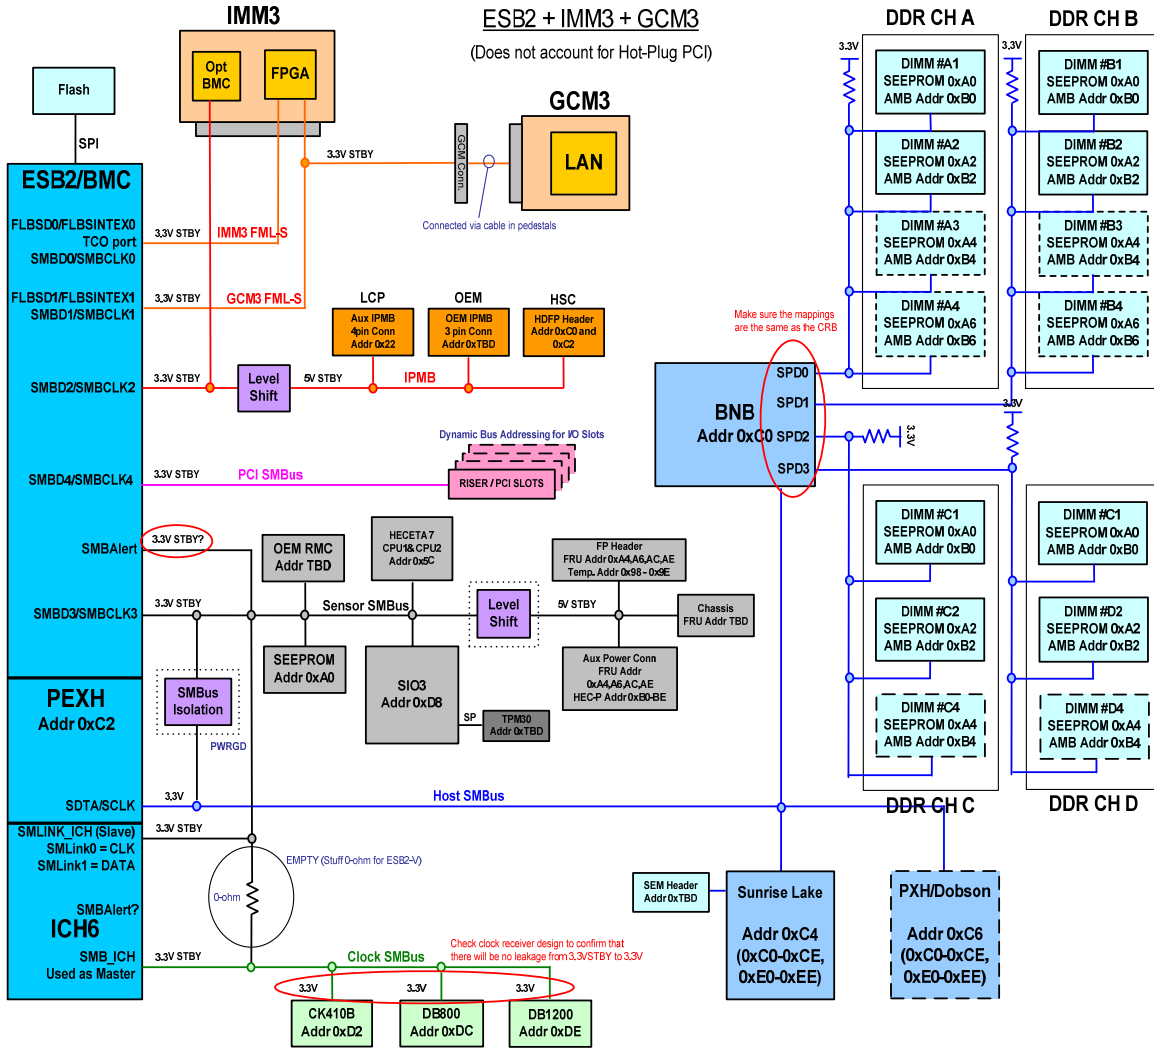 IMM3
ESB2 + IMM3 + GCM3
(Does not account for Hot-Plug PCI)
DDR CH A
DDR CH B
Opt
BMC
FPGA
Flash
SPI
GCM3
3.3V STBY
GCM Conn.
LAN
Connected via cable in pedestals
3.3V
DIMM #A1
SEEPROM 0xA0
AMB Addr 0xB0
3.3V
DIMM #B1
SEEPROM 0xA0
AMB Addr 0xB0
DIMM #A2
SEEPROM 0xA2
AMB Addr 0xB2
DIMM #B2
SEEPROM 0xA2
AMB Addr 0xB2
DIMM #A3
SEEPROM 0xA4
AMB Addr 0xB4
DIMM #B3
SEEPROM 0xA4
AMB Addr 0xB4
DIMM #A4
SEEPROM 0xA6
AMB Addr 0xB6
DIMM #B4
SEEPROM 0xA6
AMB Addr 0xB6
ESB2/BMC
FLBSD0/FLBSINTEX0
TCO port
SMBD0/SMBCLK0
3.3V STBY
IMM3 FML-S
FLBSD1/FLBSINTEX1
SMBD1/SMBCLK1
3.3V STBY
GCM3 FML-S
LCP
OEM
HSC
Aux IPMB
4pin Conn
Addr 0x22
OEM IPMB
3 pin Conn
Addr 0xTBD
HDFP Header
Addr 0xC0 and
0xC2
SMBD2/SMBCLK2
3.3V STBY
Level
Shift
5V STBY
IPMB
Make sure the mappings
are the same as the CRB
BNB
Addr 0xC0
SPD0
SPD1
SPD2
SPD3
3.3V
3.3V
Dynamic Bus Addressing for I/O Slots
SMBD4/SMBCLK4
3.3V STBY
PCI SMBus
RISER / PCI SLOTS
SMBAlert
3.3V STBY?
OEM RMC
Addr TBD
HECETA 7
CPU1& CPU2
Addr 0x5C
FP Header
FRU Addr 0xA4,A6,AC,AE
Temp. Addr 0x98 - 0x9E
SMBD3/SMBCLK3
3.3V STBY
Sensor SMBus
Level
Shift
5V STBY
Chassis
FRU Addr TBD
SEEPROM
Addr 0xA0
SIO3
Addr 0xD8
Aux Power Conn
FRU Addr
0xA4,A6,AC,AE
HEC-P Addr 0xB0-BE
SP
TPM30
Addr 0xTBD
DIMM #C1
SEEPROM 0xA0
AMB Addr 0xB0
DIMM #C1
SEEPROM 0xA0
AMB Addr 0xB0
DIMM #C2
SEEPROM 0xA2
AMB Addr 0xB2
DIMM #D2
SEEPROM 0xA2
AMB Addr 0xB2
DIMM #C4
SEEPROM 0xA4
AMB Addr 0xB4
DIMM #D4
SEEPROM 0xA4
AMB Addr 0xB4
DDR CH C
DDR CH D
PEXH
Addr 0xC2
SMBus
Isolation
PWRGD
SDTA/SCLK
3.3V
Host SMBus
SMLINK_ICH (Slave)
SMLink0 = CLK
SMLink1 = DATA
3.3V STBY
EMPTY (Stuff 0-ohm for ESB2-V)
0-ohm
SMBAlert?
ICH6
SMB_ICH
Used as Master
3.3V STBY
Clock SMBus
Check clock receiver design to confirm that
there will be no leakage from 3.3VSTBY to 3.3V
3.3V
3.3V
3.3V
CK410B
Addr 0xD2
DB800
Addr 0xDC
DB1200
Addr 0xDE
SEM Header
Addr 0xTBD
Sunrise Lake
Addr 0xC4
(0xC0-0xCE,
0xE0-0xEE)
PXH/Dobson
Addr 0xC6
(0xC0-0xCE,
0xE0-0xEE)